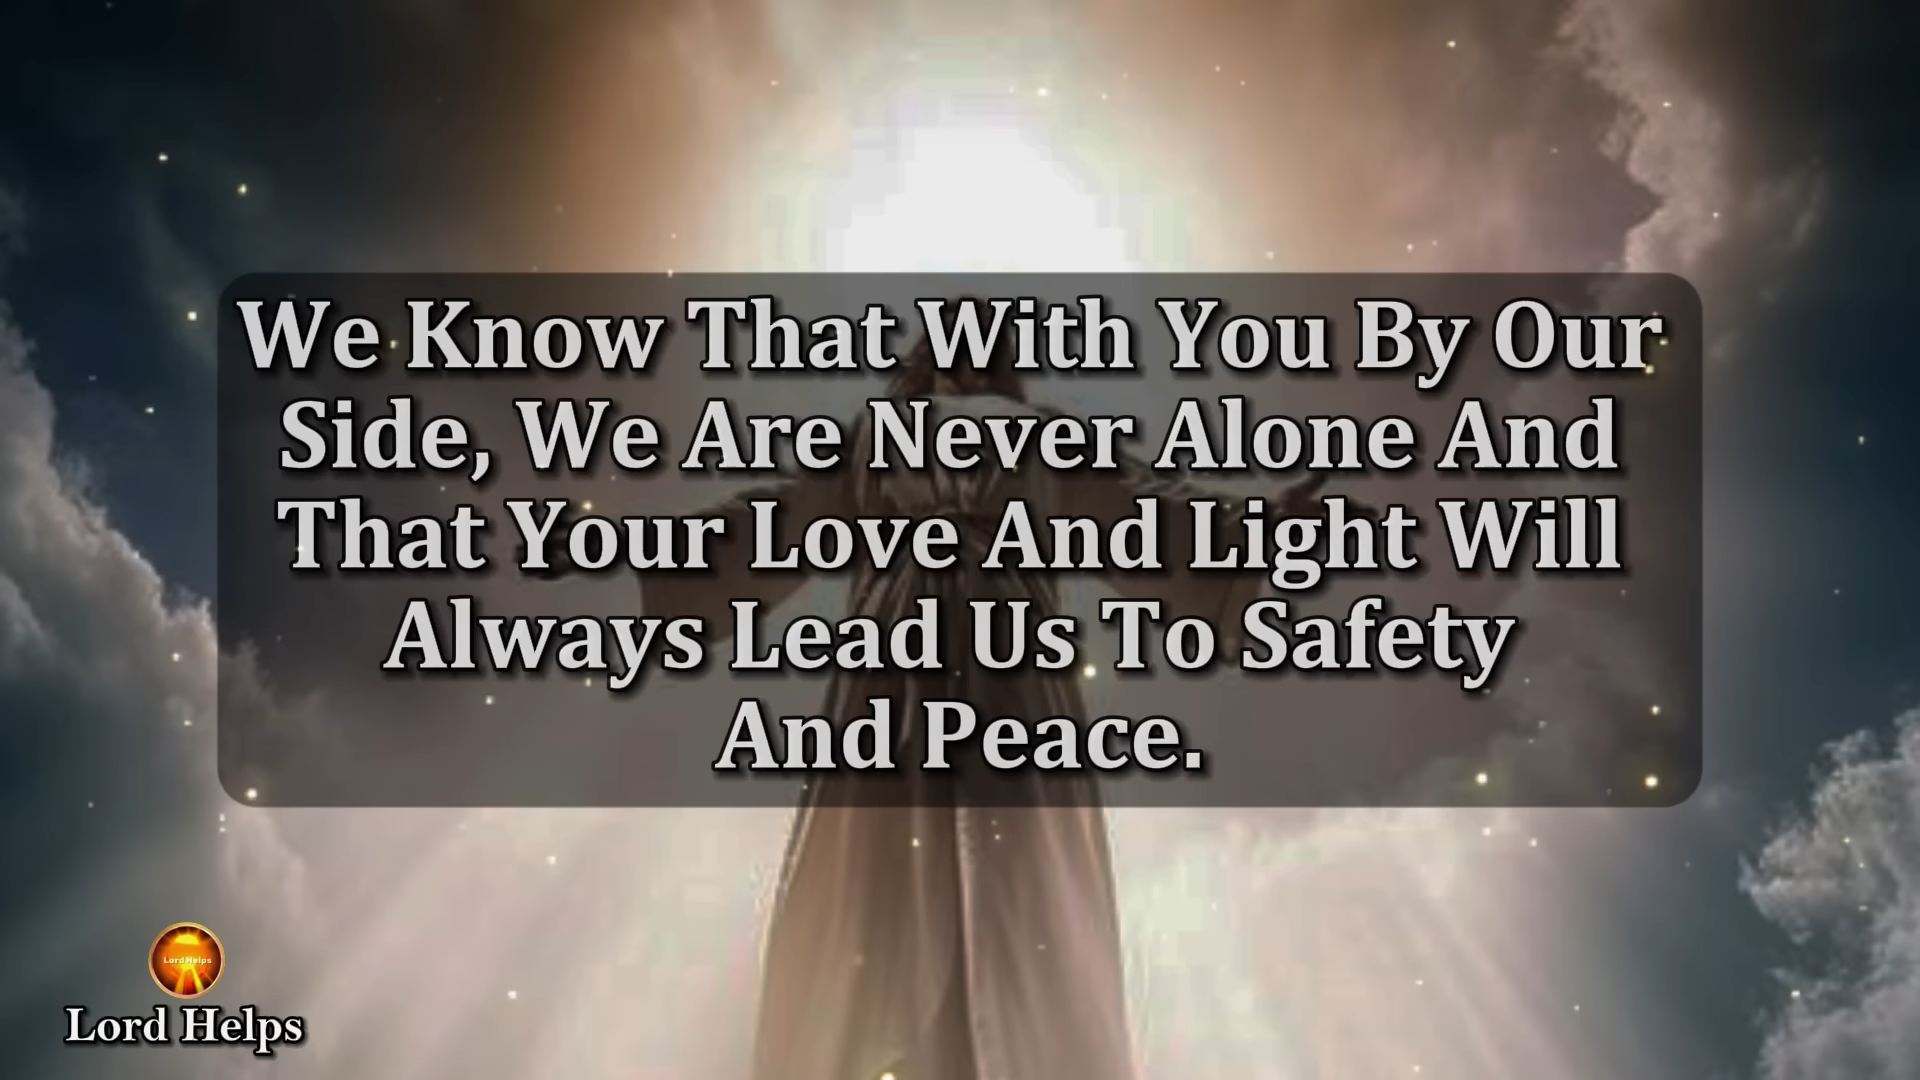 We Know That With You By Our
Side, We Are Never Alone And
That Your Love And Light Will
Always Lead Us To Safety
And Peace.
Lord Helps
Lord Helps